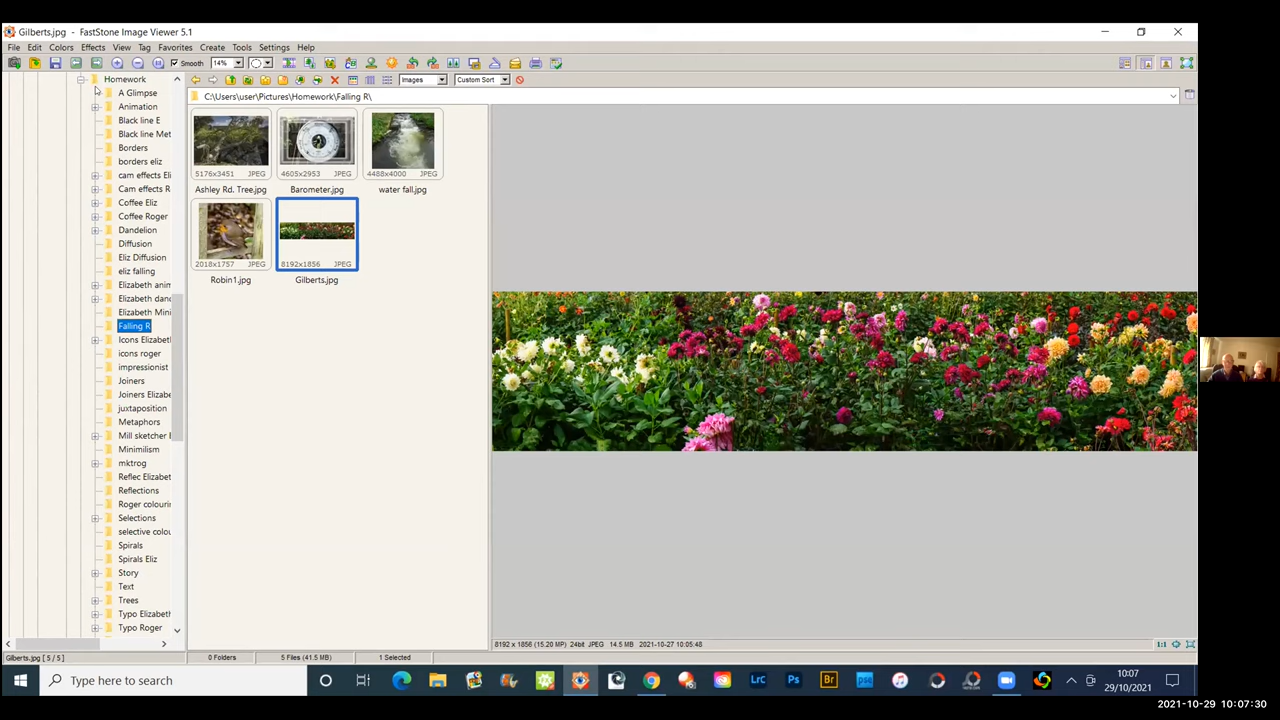 Gilberts.jpg - FastStone Image Viewer 5.1
File Edit Colors Effects View Tag Favorites Create Tools Settings Help
Smooth 14%
Images Custom Sort
C:\Users\user\Pictures\Homework\Falling R\
Homework
A Glimpse
Animation
Black line E
Black line Met
Borders
borders eliz
cam effects Eli
Cam effects R
Coffee Eliz
Coffee Roger
Dandelion
Diffusion
Eliz Diffusion
eliz falling
Elizabeth anim
Elizabeth danc
Elizabeth Mini
Falling R
Icons Elizabeth
icons roger
impressionist
Joiners
Joiners Elizabe
juxtaposition
Metaphors
Mill sketcher
Minimilism
mktrog
Reflec Elizabet
Reflections
Roger colouri
Selections
selective colou
Spirals
Spirals Eliz
Story
Text
Trees
Typo Elizabeth
Typo Roger
5176x3451 JPEG
Ashley Rd. Tree.jpg
4605x2953 JPEG
Barometer.jpg
4488x4000 JPEG
water fall.jpg
2018x1757 JPEG
Robin1.jpg
8192x1856 JPEG
Gilberts.jpg
8192 x 1856 (15.20 MP) 24bit JPEG 14.5 MB 2021-10-27 10:05:48
1:1
Gilberts.jpg [ 5 / 5 ]
0 Folders
5 Files (41.5 MB)
1 Selected
Type here to search
LrC
Ps
Br
pse
10:07
29/10/2021
2021-10-29 10:07:30